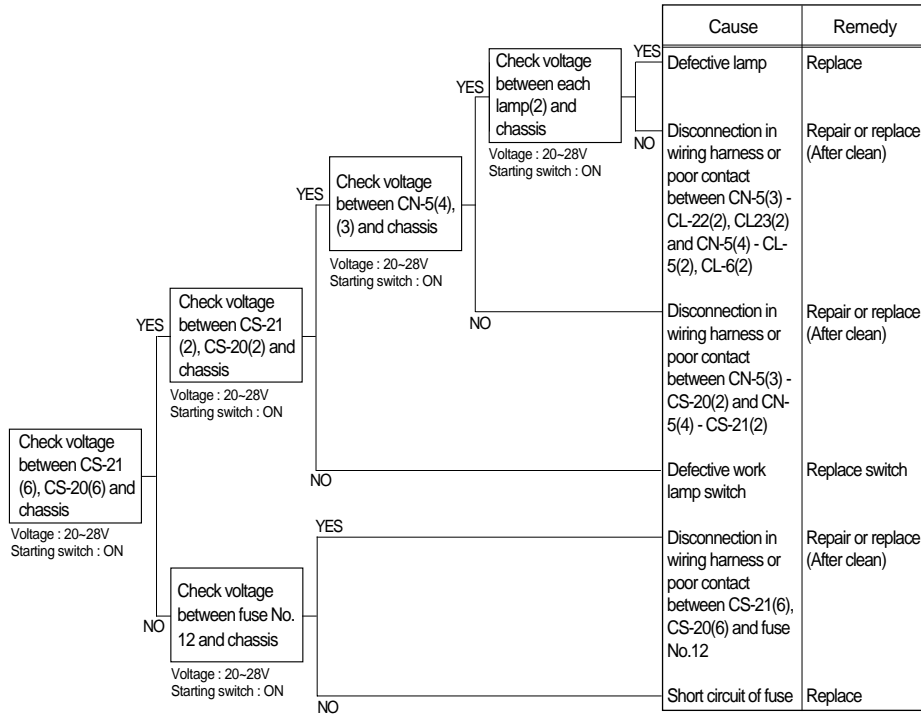 Cause
Remedy
YES
Defective lamp
Replace
Check voltage
between each
lamp(2) and
chassis
YES
Voltage : 20~28V
Starting switch : ON
NO
Disconnection in
wiring harness or
poor contact
between CN-5(3) -
CL-22(2), CL23(2)
and CN-5(4) - CL-
5(2), CL-6(2)
Repair or replace
(After clean)
YES
Check voltage
between CN-5(4),
(3) and chassis
Voltage : 20~28V
Starting switch : ON
NO
Disconnection in
wiring harness or
poor contact
between CN-5(3) -
CS-20(2) and CN-
5(4) - CS-21(2)
Repair or replace
(After clean)
YES
Check voltage
between CS-21
(2), CS-20(2) and
chassis
Voltage : 20~28V
Starting switch : ON
NO
Defective work
lamp switch
Replace switch
Check voltage
between CS-21
(6), CS-20(6) and
chassis
Voltage : 20~28V
Starting switch : ON
YES
Disconnection in
wiring harness or
poor contact
between CS-21(6),
CS-20(6) and fuse
No.12
Repair or replace
(After clean)
NO
Check voltage
between fuse No.
12 and chassis
Voltage : 20~28V
Starting switch : ON
NO
Short circuit of fuse
Replace